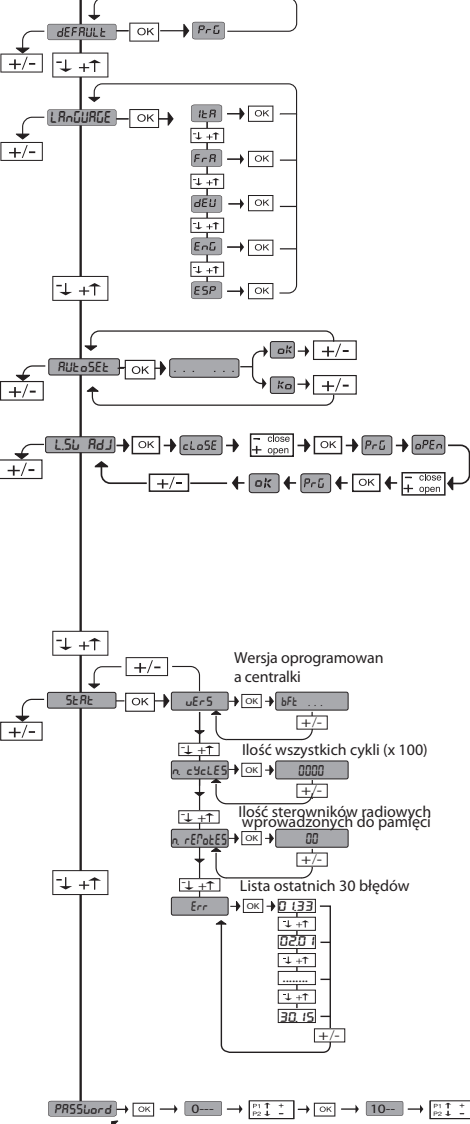 dEFAULt OK PrG
+/-
-↓ +↑
LAnGUAGE OK ItA OK
+/-
-↓ +↑
FrA OK
-↓ +↑
dEU OK
-↓ +↑
EnG OK
-↓ +↑
ESP OK
-↓ +↑
AUtoSEt OK ... ... oK +/-
+/-
Ko +/-
L.SW AdJ OK cLoSE - close + open OK PrG oPEn
+/-
+/- oK PrG OK - close + open
-↓ +↑
+/-
Wersja oprogramowan
a centralki
StAt OK vErS OK bFt ...
+/-
+/-
-↓ +↑
Ilość wszystkich cykli (x 100)
n. cYcLES OK 0000
+/-
-↓ +↑
Ilość sterowników radiowych
wprowadzonych do pamięci
n. rEMotES OK 00
+/-
-↓ +↑
-↓ +↑
Lista ostatnich 30 błędów
Err OK 01.33
-↓ +↑
02.01
-↓ +↑
........
-↓ +↑
30.15
+/-
PASSword OK 0--- P1↑ + P2↓ - OK 10-- P1↑ + P2↓ -